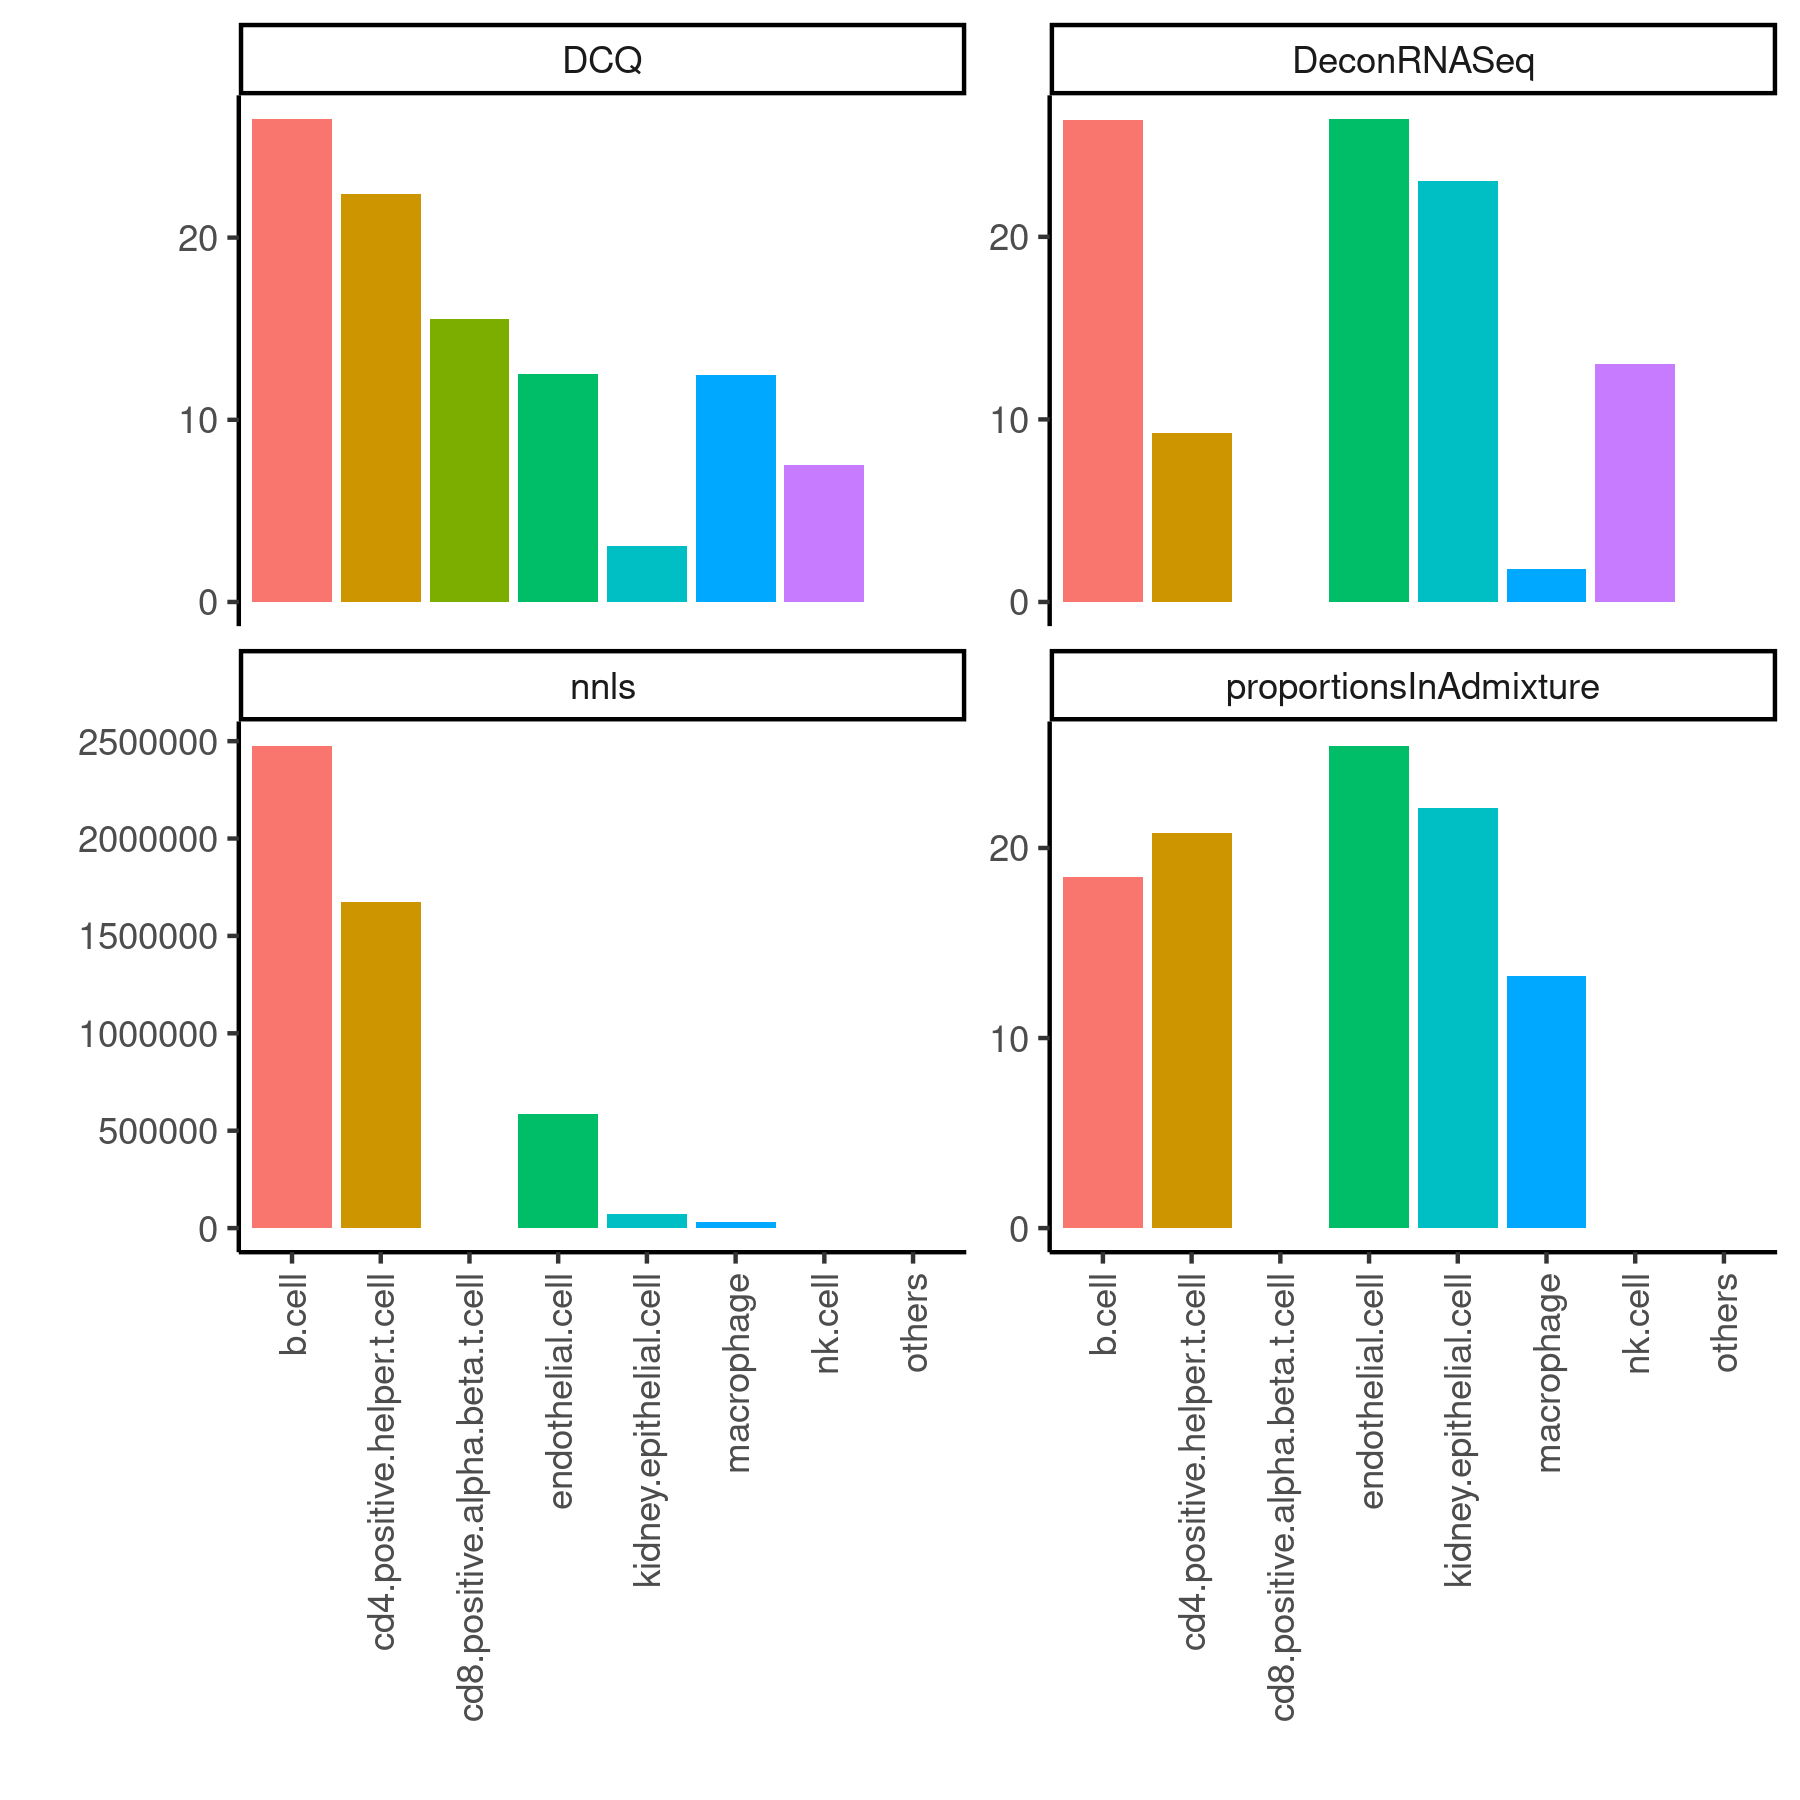 DCQ
DeconRNASeq
20
10
0
20
10
0
nnls
proportionsInAdmixture
2500000
2000000
1500000
1000000
500000
0
20
10
0
b.cell
cd4.positive.helper.t.cell
cd8.positive.alpha.beta.t.cell
endothelial.cell
kidney.epithelial.cell
macrophage
nk.cell
others
b.cell
cd4.positive.helper.t.cell
cd8.positive.alpha.beta.t.cell
endothelial.cell
kidney.epithelial.cell
macrophage
nk.cell
others